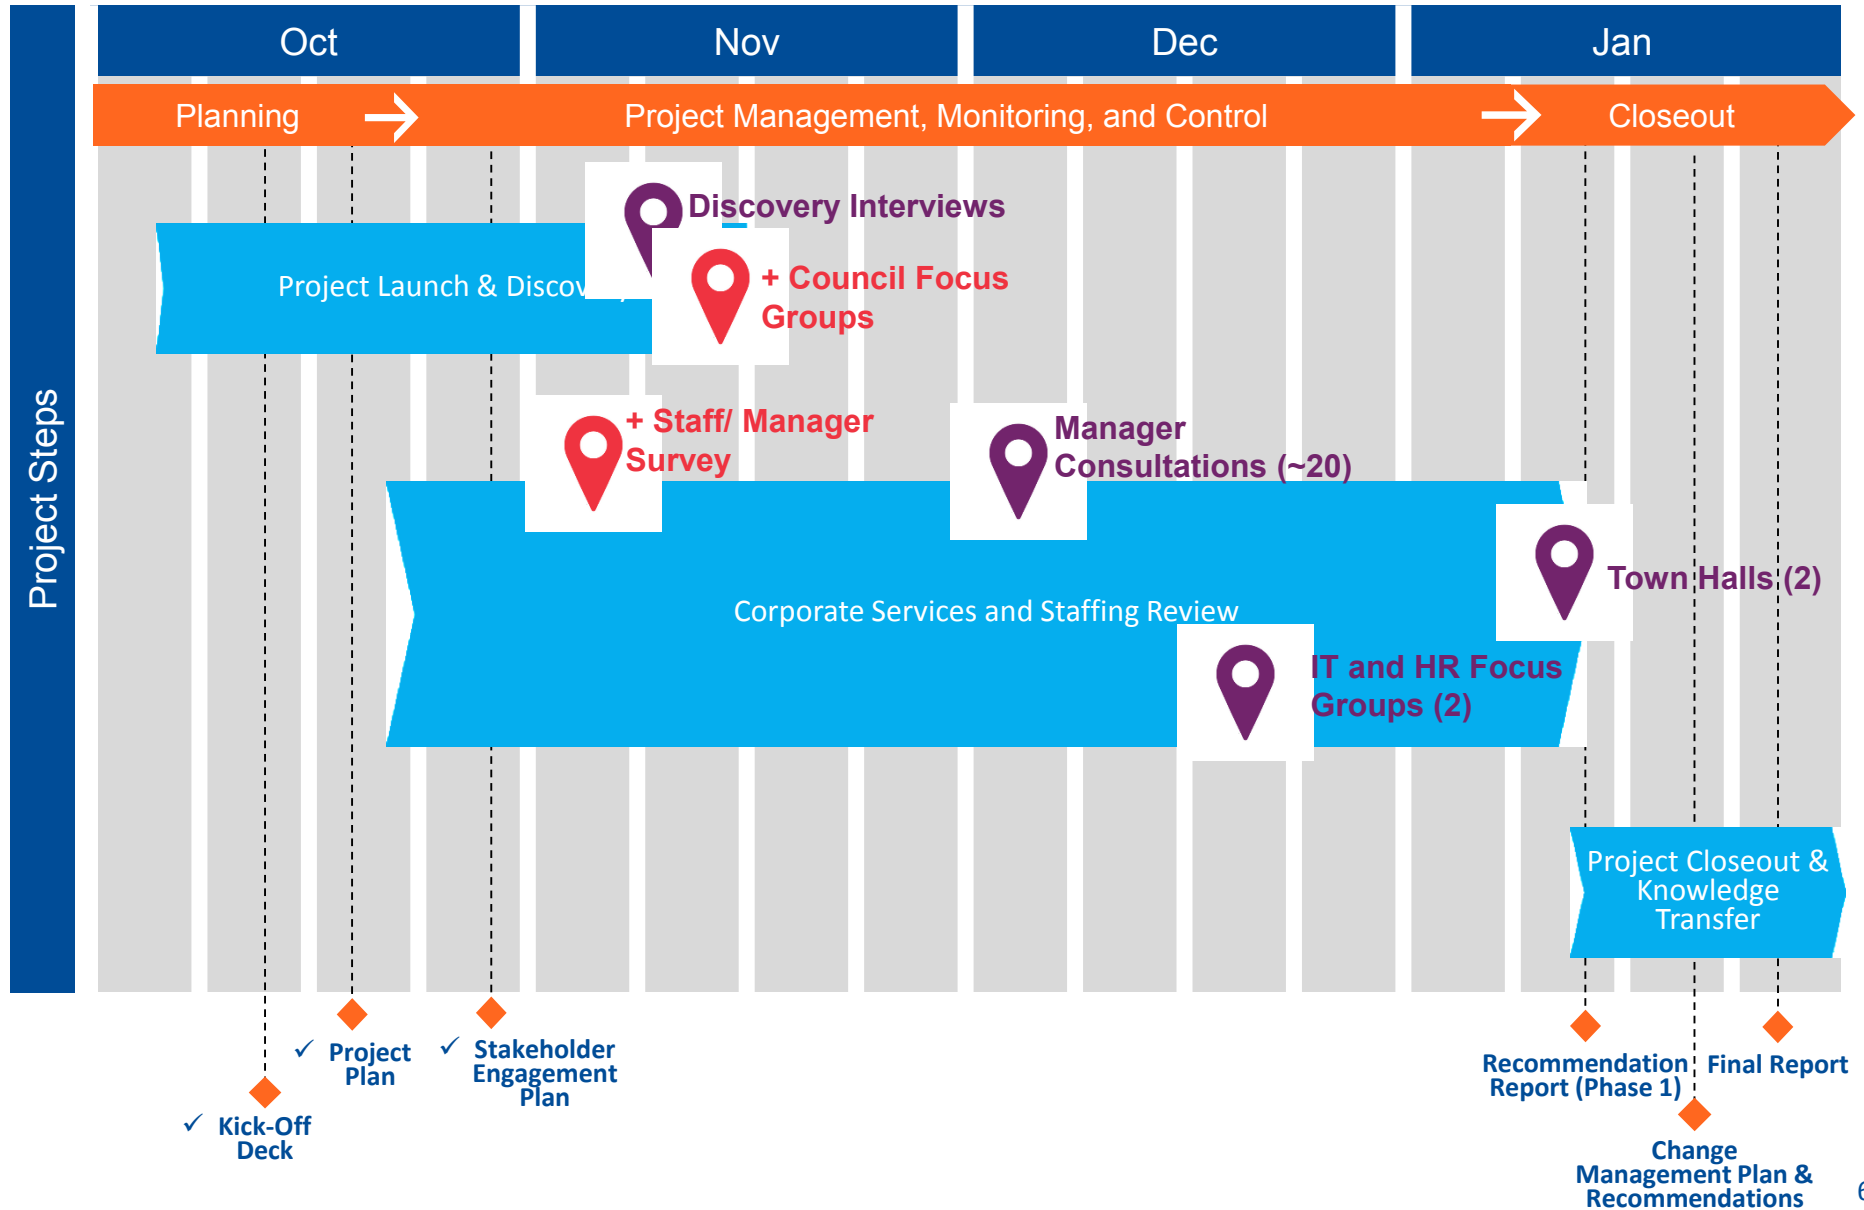 Oct
Nov
Dec
Jan
Planning
Project Management, Monitoring, and Control
Closeout
Project Steps
Discovery Interviews
Project Launch & Discovery
+ Council Focus
Groups
+ Staff/ Manager
Survey
Manager
Consultations (~20)
Town Halls (2)
Corporate Services and Staffing Review
IT and HR Focus
Groups (2)
Project Closeout &
Knowledge
Transfer
✓ Project
Plan
✓ Stakeholder
Engagement
Plan
✓ Kick-Off
Deck
Recommendation
Report (Phase 1)
Final Report
Change
Management Plan &
Recommendations
6